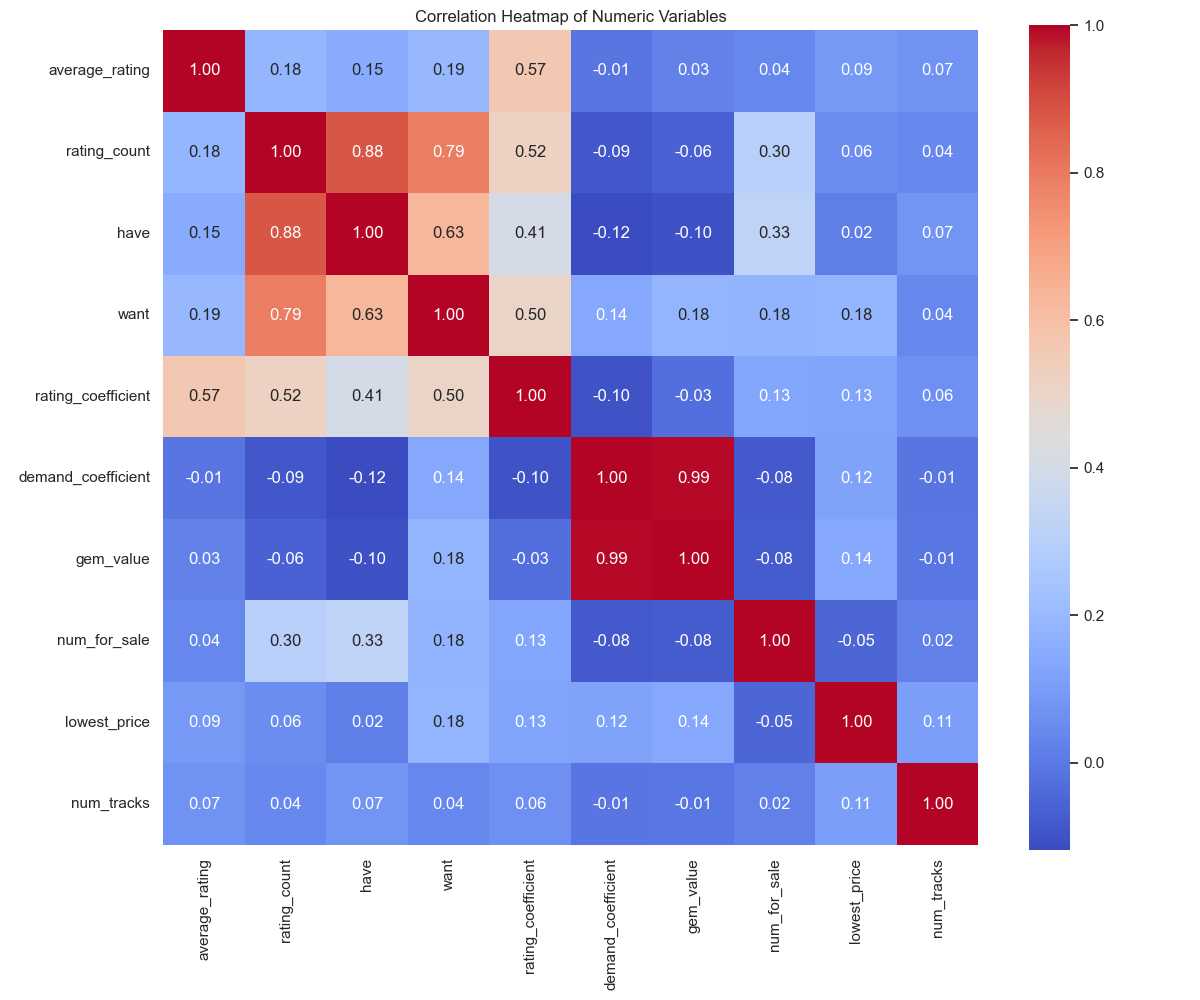 Correlation Heatmap of Numeric Variables
average_rating 1.00 0.18 0.15 0.19 0.57 -0.01 0.03 0.04 0.09 0.07
rating_count 0.18 1.00 0.88 0.79 0.52 -0.09 -0.06 0.30 0.06 0.04
have 0.15 0.88 1.00 0.63 0.41 -0.12 -0.10 0.33 0.02 0.07
want 0.19 0.79 0.63 1.00 0.50 0.14 0.18 0.18 0.18 0.04
rating_coefficient 0.57 0.52 0.41 0.50 1.00 -0.10 -0.03 0.13 0.13 0.06
demand_coefficient -0.01 -0.09 -0.12 0.14 -0.10 1.00 0.99 -0.08 0.12 -0.01
gem_value 0.03 -0.06 -0.10 0.18 -0.03 0.99 1.00 -0.08 0.14 -0.01
num_for_sale 0.04 0.30 0.33 0.18 0.13 -0.08 -0.08 1.00 -0.05 0.02
lowest_price 0.09 0.06 0.02 0.18 0.13 0.12 0.14 -0.05 1.00 0.11
num_tracks 0.07 0.04 0.07 0.04 0.06 -0.01 -0.01 0.02 0.11 1.00
average_rating
rating_count
have
want
rating_coefficient
demand_coefficient
gem_value
num_for_sale
lowest_price
num_tracks
1.0
0.8
0.6
0.4
0.2
0.0